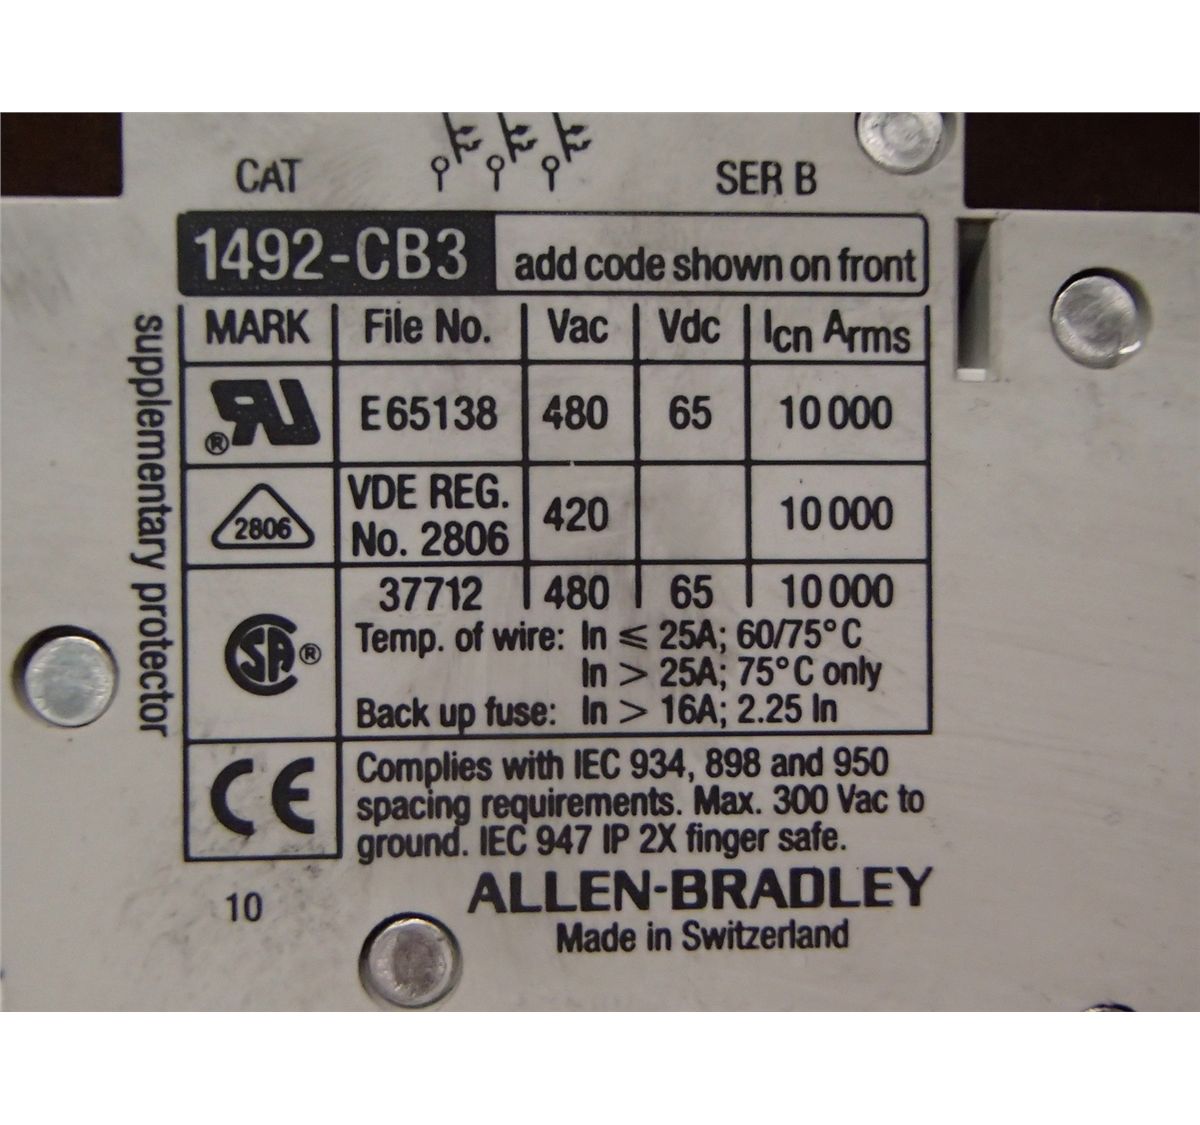 CAT SER B
1492-CB3 add code shown on front
MARK File No. Vac Vdc Icn Arms
RU® E65138 480 65 10 000
2806 VDE REG. No. 2806 420 10 000
37712 480 65 10 000
SA® Temp. of wire: In ≤ 25A; 60/75°C
In > 25A; 75°C only
Back up fuse: In > 16A; 2.25 In
CE Complies with IEC 934, 898 and 950
spacing requirements. Max. 300 Vac to
ground. IEC 947 IP 2X finger safe.
10
ALLEN-BRADLEY
Made in Switzerland
supplementary protector